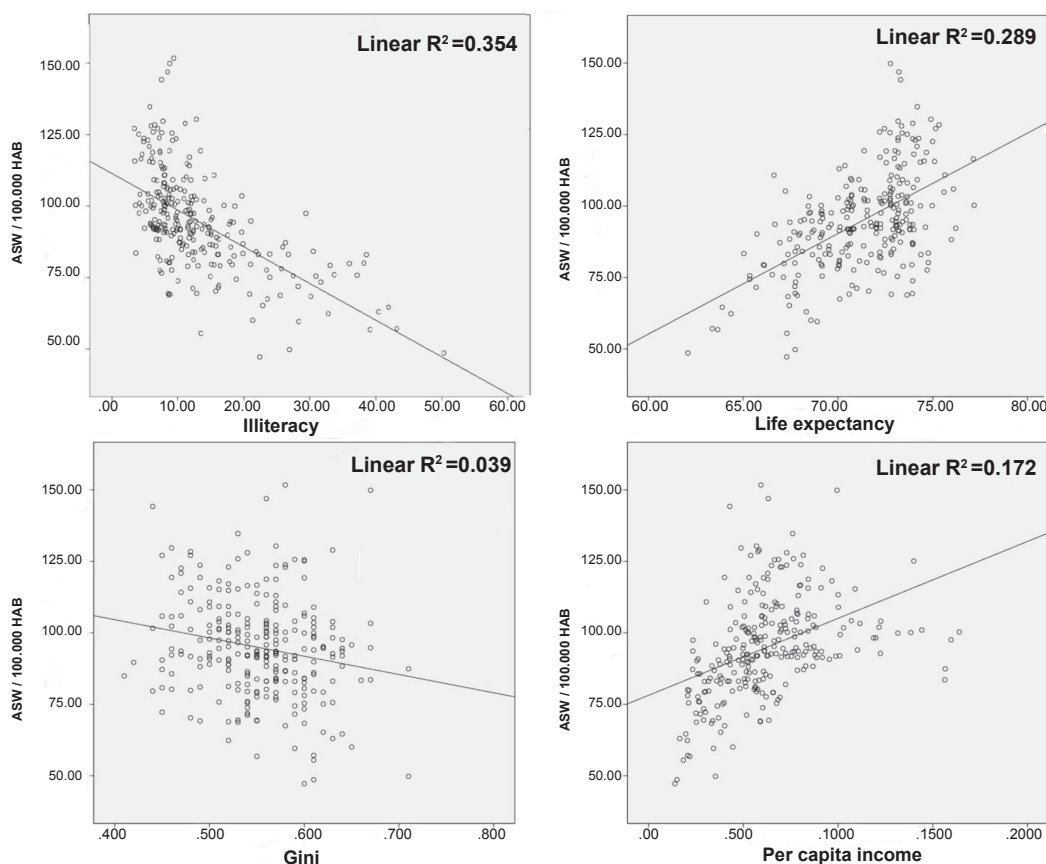 Linear R²=0.354
150.00
125.00
100.00
75.00
50.00
ASW / 100.000 HAB
.00 10.00 20.00 30.00 40.00 50.00 60.00
Illiteracy
Linear R²=0.289
150.00
125.00
100.00
75.00
50.00
ASW / 100.000 HAB
60.00 65.00 70.00 75.00 80.00
Life expectancy
Linear R²=0.039
150.00
125.00
100.00
75.00
50.00
ASW / 100.000 HAB
.400 .500 .600 .700 .800
Gini
Linear R²=0.172
150.00
125.00
100.00
75.00
50.00
ASW / 100.000 HAB
.00 .500 .1000 .1500 .2000
Per capita income